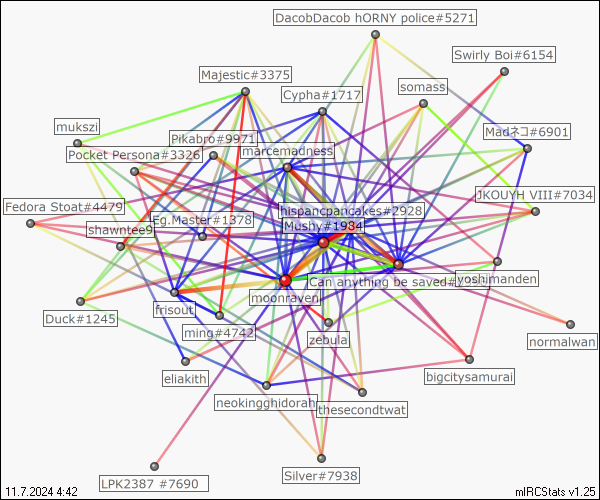 DacobDacob hORNY police#5271
Swirly Boi#6154
Majestic#3375
somass
Cypha#1717
mukszi
Pikabro#9971
Madネコ#6901
marcemadness
Pocket Persona#3326
JKOUYH VIII#7034
Fedora Stoat#4479
hispancpancakes#2928
Eg.Master#1378
shawntee9
Mushy#1984
yoshimanden
Can anything be saved#
moonraveni
frisout
Duck#1245
ming#4742
zebula
normalwan
eliakith
bigcitysamurai
neokingghidorah
thesecondtwat
Silver#7938
LPK2387 #7690
11.7.2024 4:42
mIRCStats v1.25